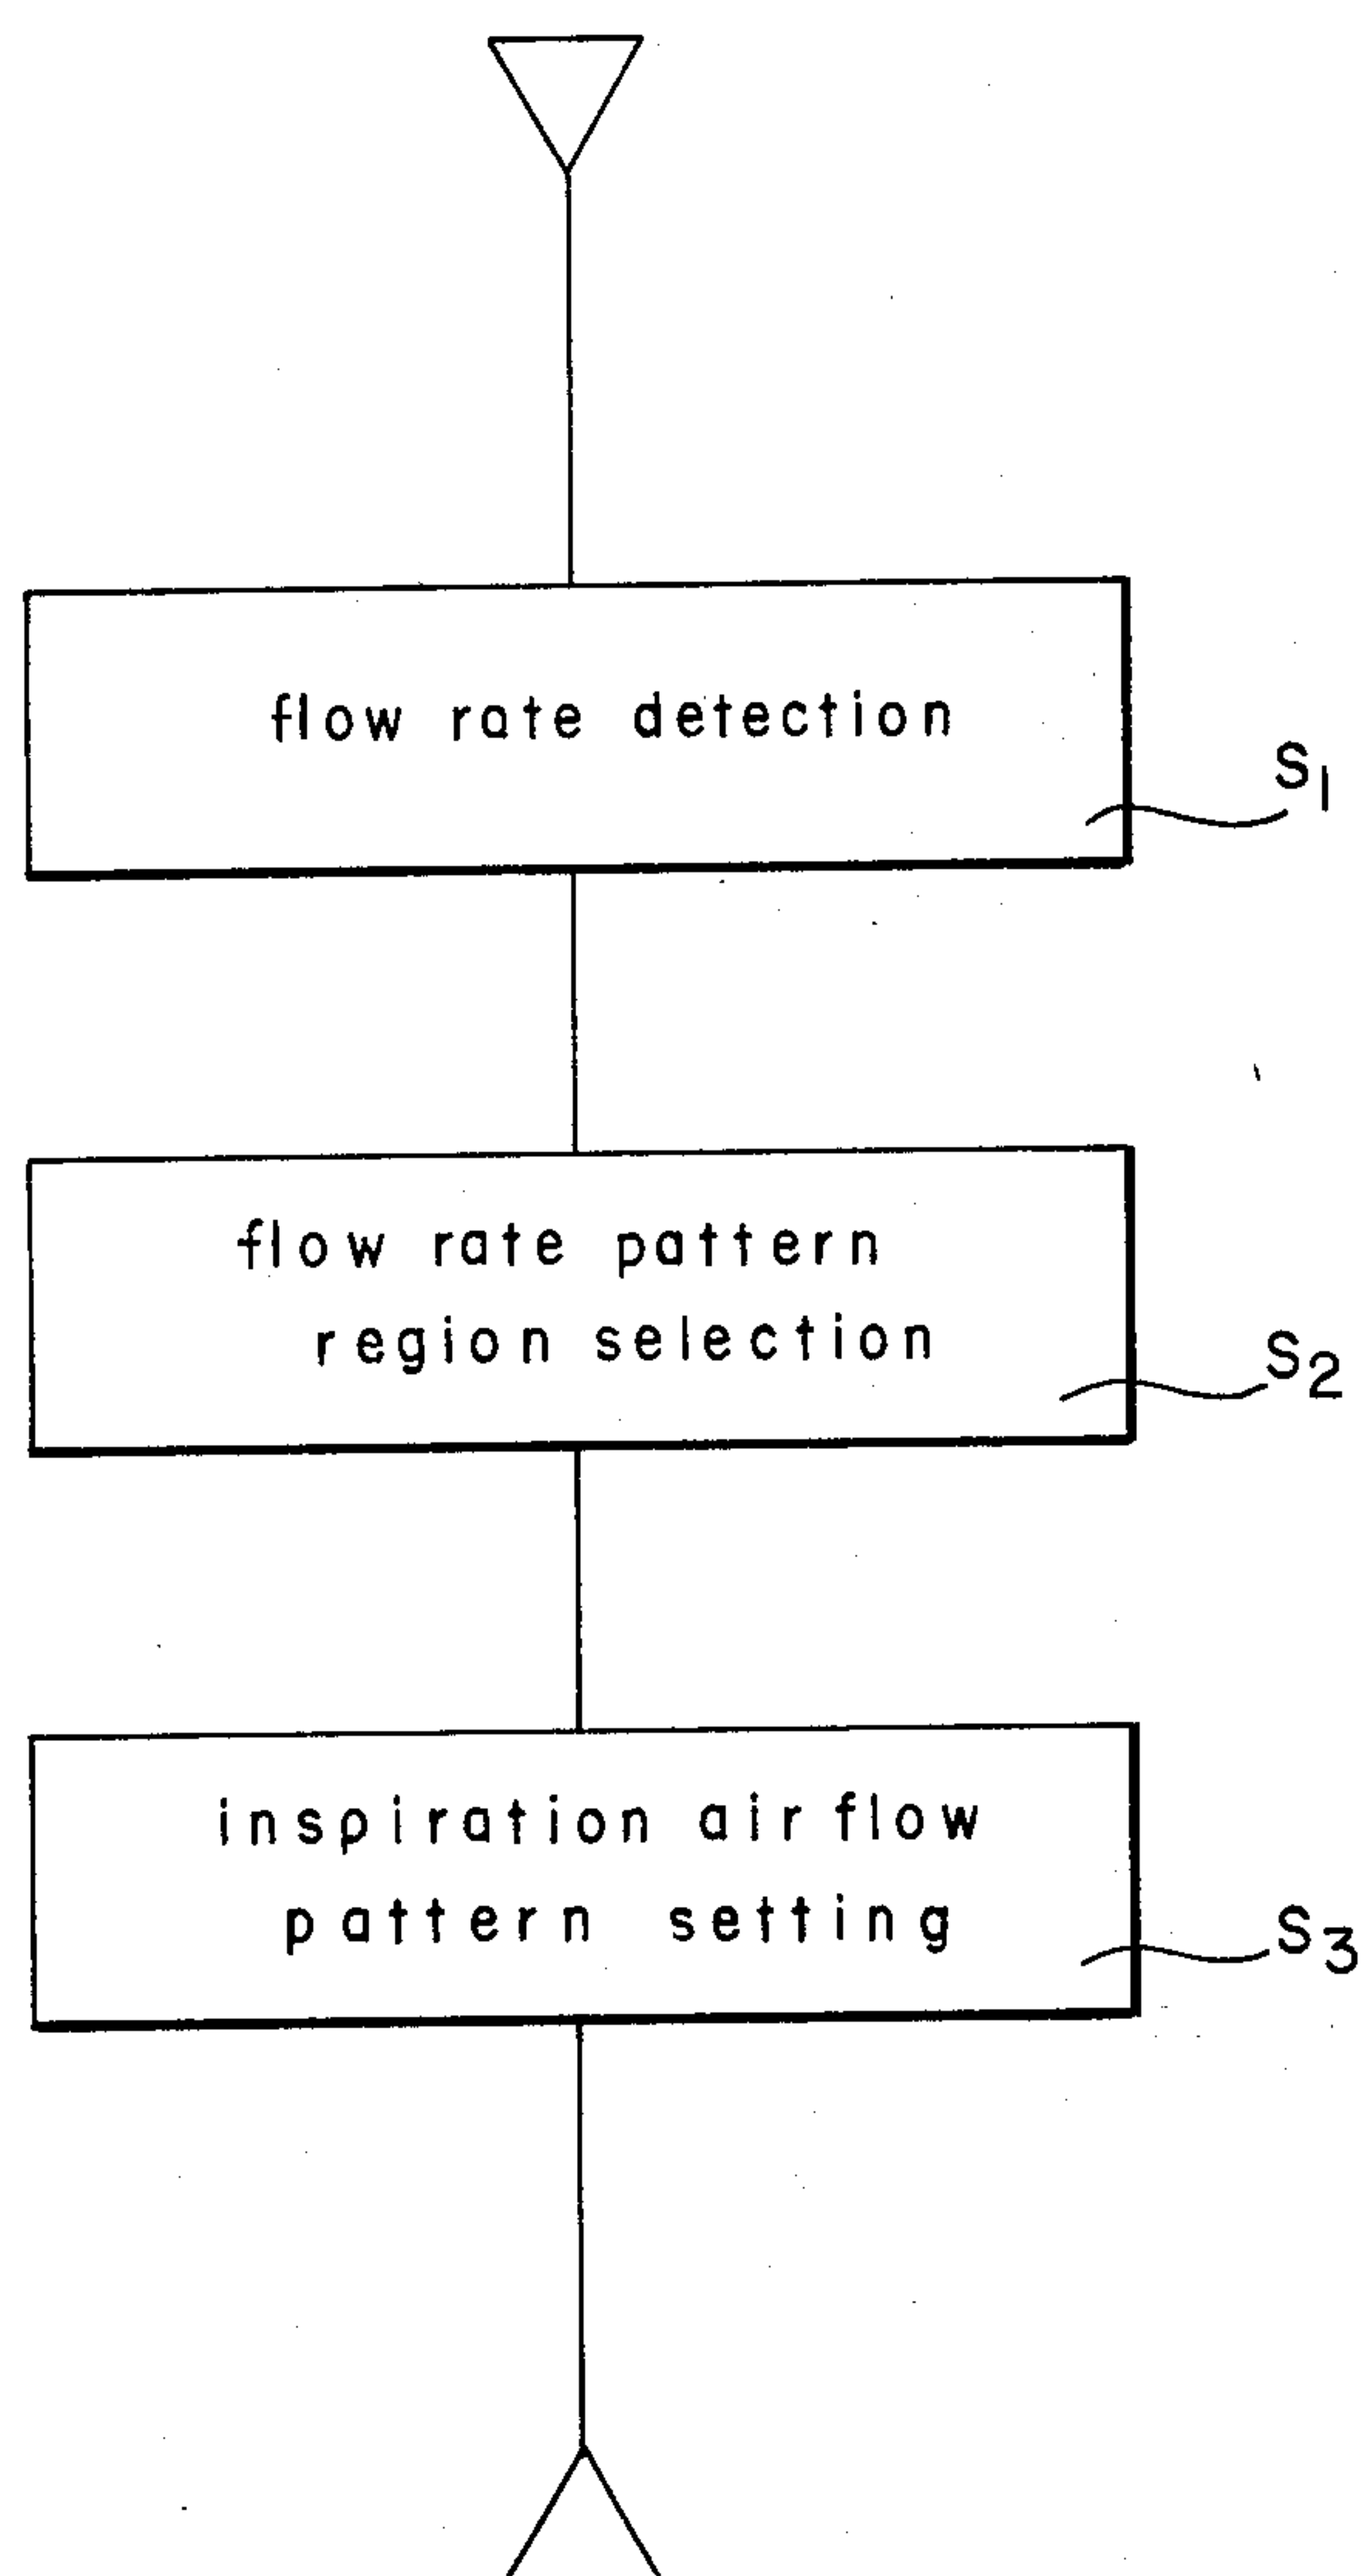 flow rate detection
S1
flow rate pattern
region selection
S2
inspiration air flow
pattern setting
S3